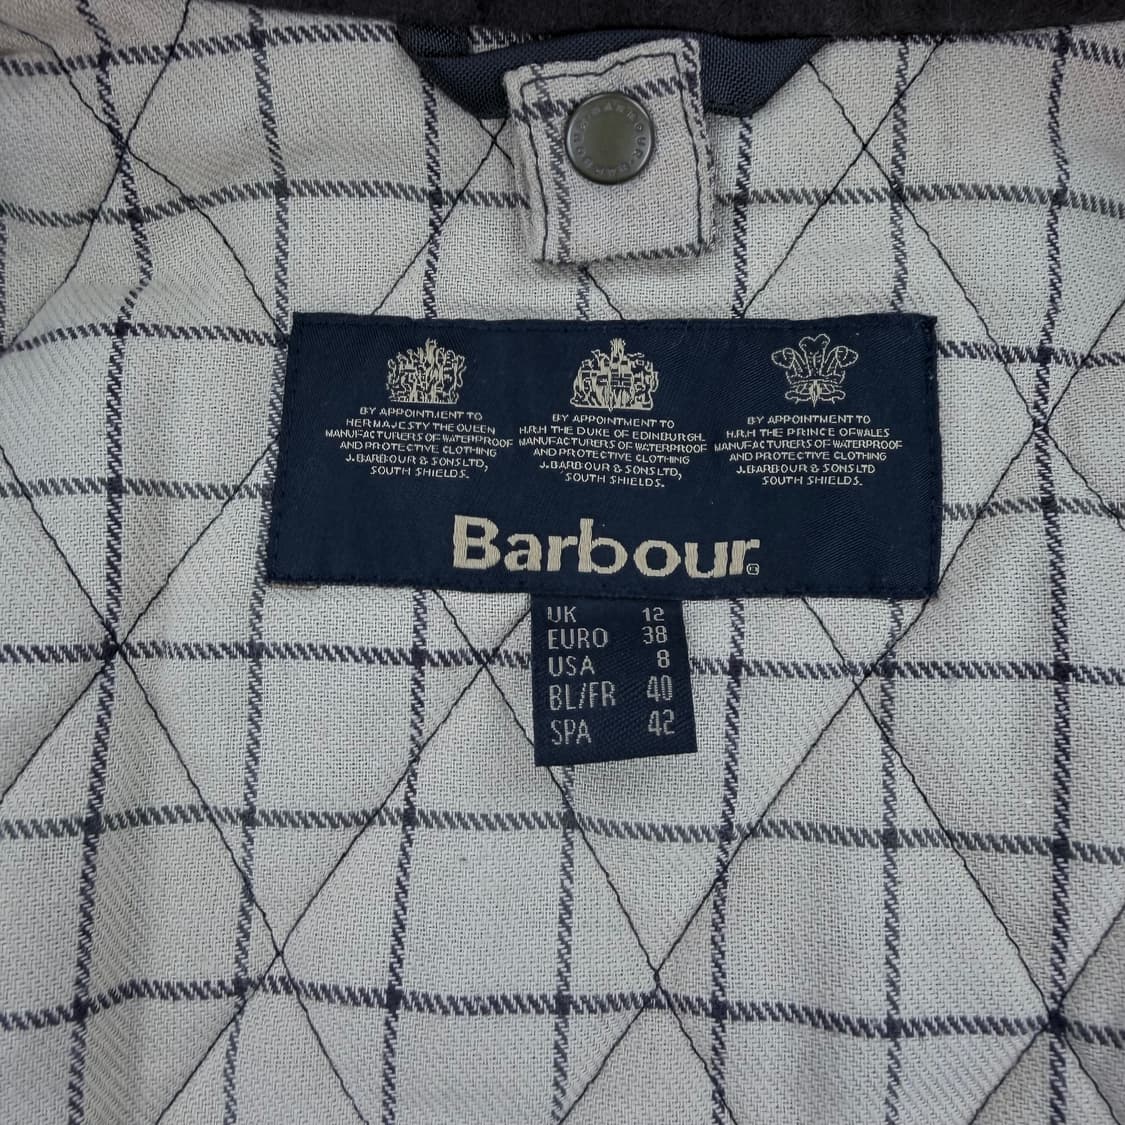 BARBOUR · BARBOUR
BY APPOINTMENT TO
HER MAJESTY THE QUEEN
MANUFACTURERS OF WATERPROOF
AND PROTECTIVE CLOTHING
J. BARBOUR & SONS LTD,
SOUTH SHIELDS.
BY APPOINTMENT TO
H.R.H THE DUKE OF EDINBURGH.
MANUFACTURERS OF WATERPROOF
AND PROTECTIVE CLOTHING
J. BARBOUR & SONS LTD,
SOUTH SHIELDS.
BY APPOINTMENT TO
H.R.H THE PRINCE OF WALES
MANUFACTURERS OF WATERPROOF
AND PROTECTIVE CLOTHING
J. BARBOUR & SONS LTD
SOUTH SHIELDS.
Barbour®
UK 12
EURO 38
USA 8
BL/FR 40
SPA 42